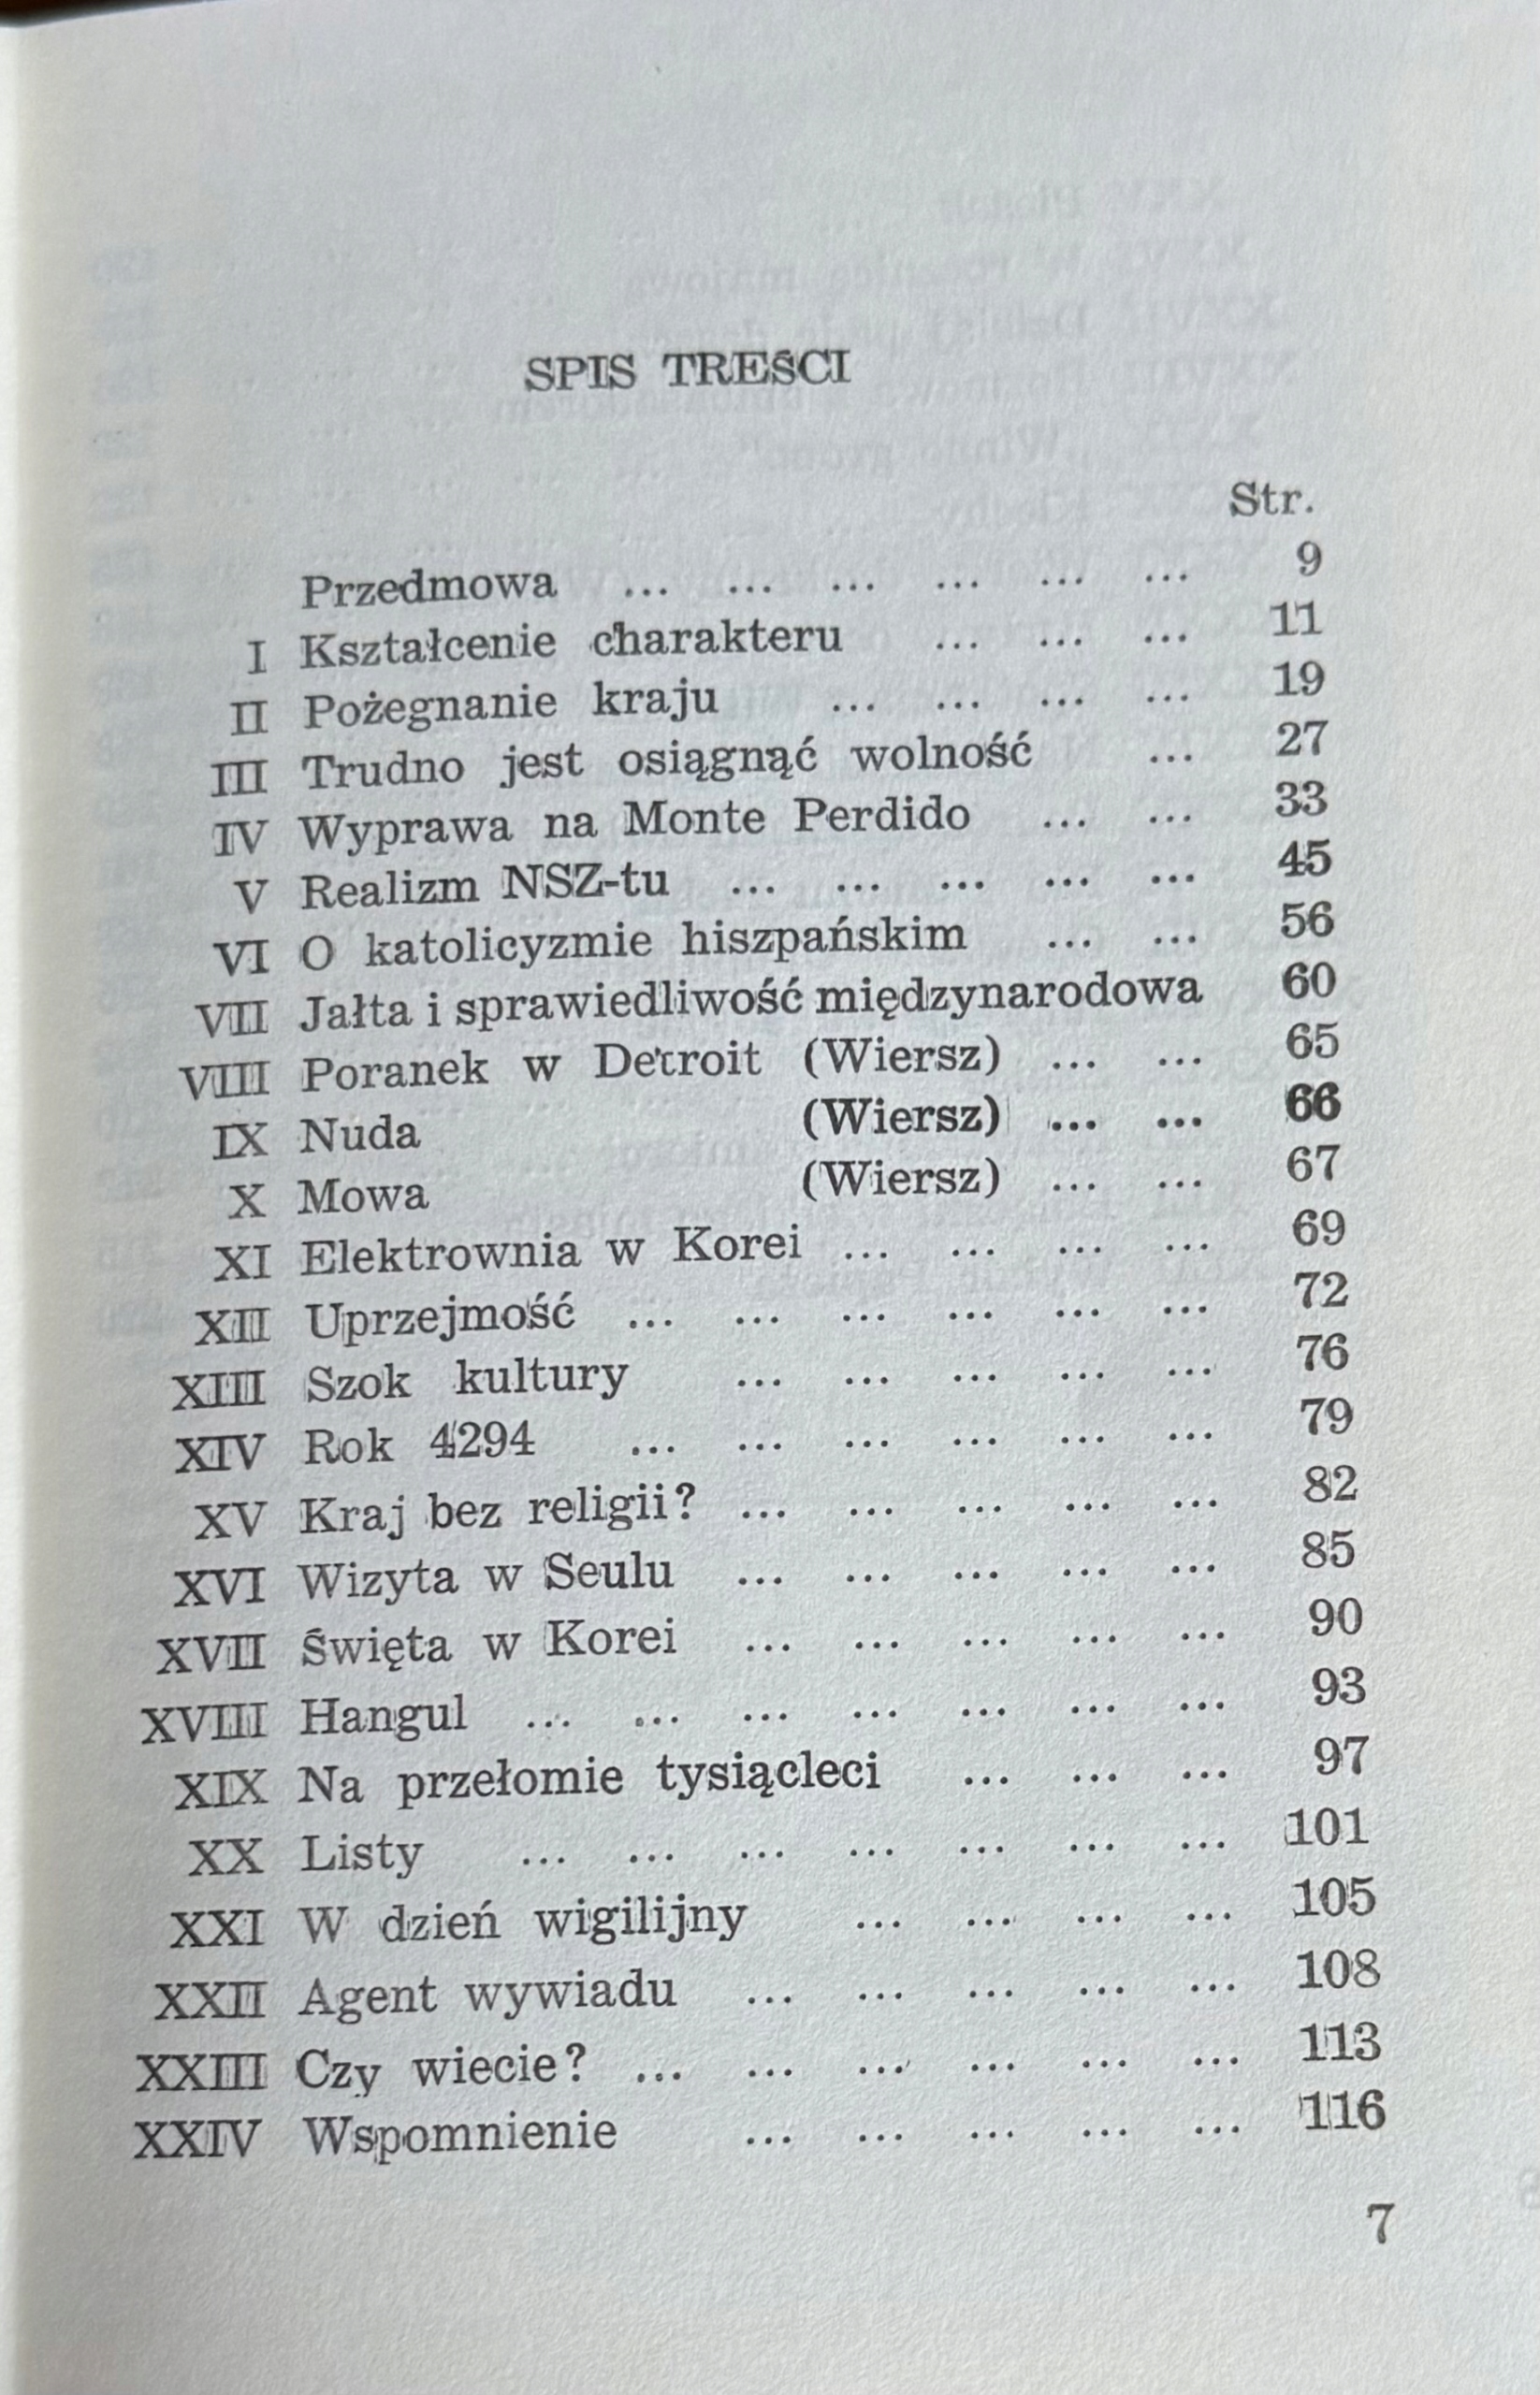 SPIS TREŚCI
Str.
Przedmowa ... ... ... ... ... ... 9
I Kształcenie charakteru ... ... ... 11
II Pożegnanie kraju ... ... ... ... 19
III Trudno jest osiągnąć wolność ... 27
IV Wyprawa na Monte Perdido ... ... 33
V Realizm NSZ-tu ... ... ... ... ... 45
VI O katolicyzmie hiszpańskim ... ... 56
VII Jałta i sprawiedliwość międzynarodowa 60
VIII Poranek w Detroit (Wiersz) ... ... 65
IX Nuda (Wiersz) ... ... 66
X Mowa (Wiersz) ... ... 67
XI Elektrownia w Korei ... ... ... ... 69
XII Uprzejmość ... ... ... ... ... ... 72
XIII Szok kultury ... ... ... ... ... 76
XIV Rok 4294 ... ... ... ... ... ... 79
XV Kraj bez religii? ... ... ... ... ... 82
XVI Wizyta w Seulu ... ... ... ... ... 85
XVII Święta w Korei ... ... ... ... ... 90
XVIII Hangul ... ... ... ... ... ... ... 93
XIX Na przełomie tysiącleci ... ... ... 97
XX Listy ... ... ... ... ... ... ... 101
XXI W dzień wigilijny ... ... ... ... 105
XXII Agent wywiadu ... ... ... ... ... 108
XXIII Czy wiecie? ... ... ... ... ... ... 113
XXIV Wspomnienie ... ... ... ... ... 116
7